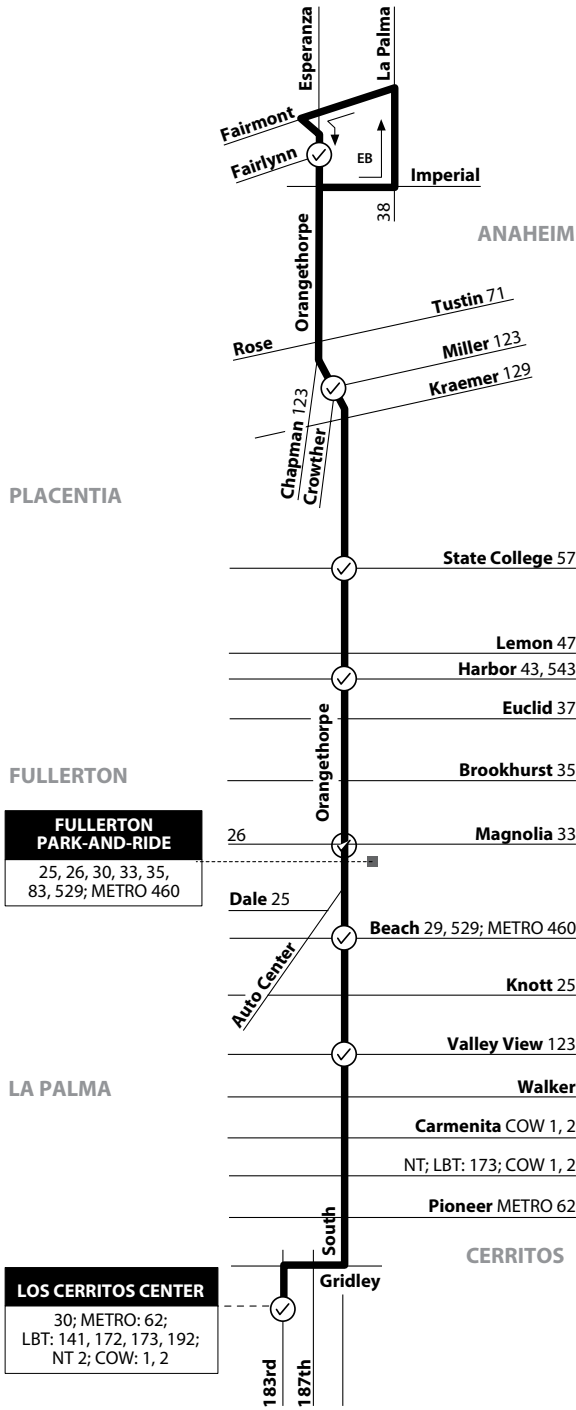 Esperanza
La Palma
Fairmont
Fairlynn
EB
Imperial
38
ANAHEIM
Orangethorpe
Tustin 71
Rose
Miller 123
Kraemer 129
Chapman 123
Crowther
PLACENTIA
State College 57
Lemon 47
Harbor 43, 543
Euclid 37
Orangethorpe
FULLERTON
Brookhurst 35
FULLERTON
PARK-AND-RIDE
25, 26, 30, 33, 35,
83, 529; METRO 460
26
Magnolia 33
Dale 25
Beach 29, 529; METRO 460
Auto Center
Knott 25
Valley View 123
LA PALMA
Walker
Carmenita COW 1, 2
NT; LBT: 173; COW 1, 2
Pioneer METRO 62
South
CERRITOS
Gridley
LOS CERRITOS CENTER
30; METRO: 62;
LBT: 141, 172, 173, 192;
NT 2; COW: 1, 2
183rd
187th